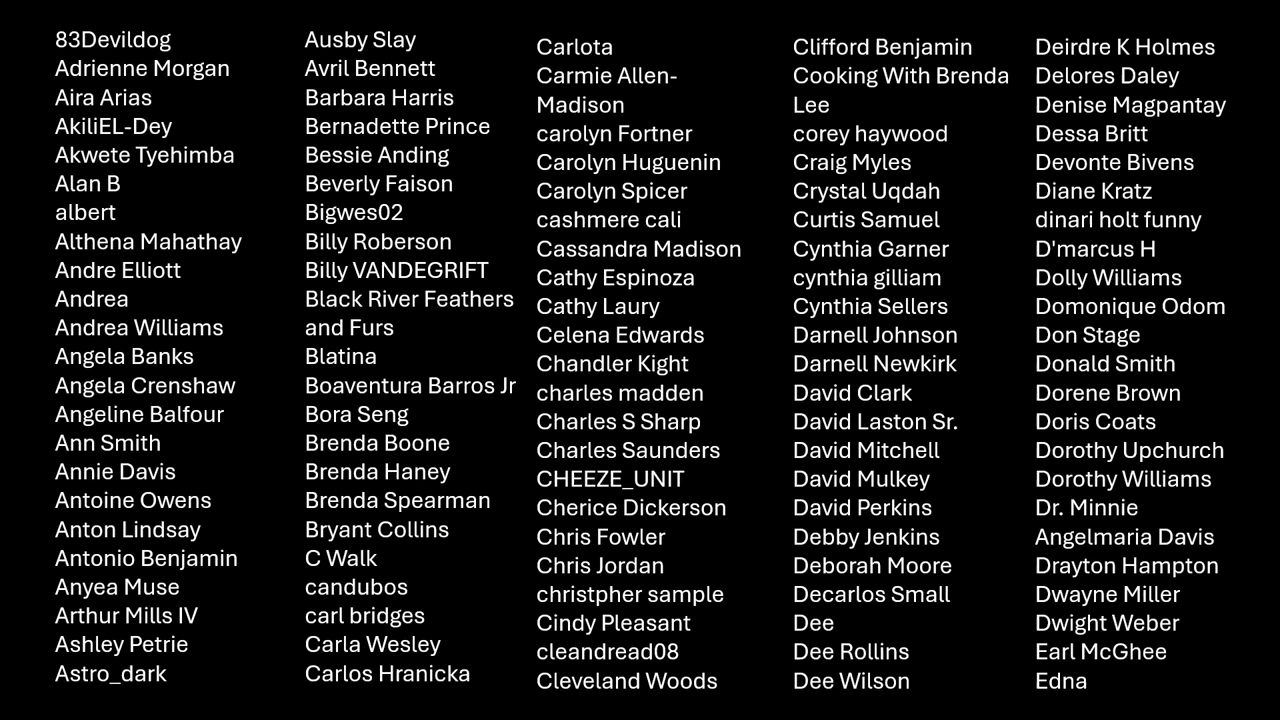 83Devildog
Adrienne Morgan
Aira Arias
AkiliEL-Dey
Akwete Tyehimba
Alan B
albert
Althena Mahathay
Andre Elliott
Andrea
Andrea Williams
Angela Banks
Angela Crenshaw
Angeline Balfour
Ann Smith
Annie Davis
Antoine Owens
Anton Lindsay
Antonio Benjamin
Anyea Muse
Arthur Mills IV
Ashley Petrie
Astro_dark
Ausby Slay
Avril Bennett
Barbara Harris
Bernadette Prince
Bessie Anding
Beverly Faison
Bigwes02
Billy Roberson
Billy VANDEGRIFT
Black River Feathers
and Furs
Blatina
Boaventura Barros Jr
Bora Seng
Brenda Boone
Brenda Haney
Brenda Spearman
Bryant Collins
C Walk
candubos
carl bridges
Carla Wesley
Carlos Hranicka
Carlota
Carmie Allen-
Madison
carolyn Fortner
Carolyn Huguenin
Carolyn Spicer
cashmere cali
Cassandra Madison
Cathy Espinoza
Cathy Laury
Celena Edwards
Chandler Kight
charles madden
Charles S Sharp
Charles Saunders
CHEEZE_UNIT
Cherice Dickerson
Chris Fowler
Chris Jordan
christpher sample
Cindy Pleasant
cleandread08
Cleveland Woods
Clifford Benjamin
Cooking With Brenda
Lee
corey haywood
Craig Myles
Crystal Uqdah
Curtis Samuel
Cynthia Garner
cynthia gilliam
Cynthia Sellers
Darnell Johnson
Darnell Newkirk
David Clark
David Laston Sr.
David Mitchell
David Mulkey
David Perkins
Debby Jenkins
Deborah Moore
Decarlos Small
Dee
Dee Rollins
Dee Wilson
Deirdre K Holmes
Delores Daley
Denise Magpantay
Dessa Britt
Devonte Bivens
Diane Kratz
dinari holt funny
D'marcus H
Dolly Williams
Domonique Odom
Don Stage
Donald Smith
Dorene Brown
Doris Coats
Dorothy Upchurch
Dorothy Williams
Dr. Minnie
Angelmaria Davis
Drayton Hampton
Dwayne Miller
Dwight Weber
Earl McGhee
Edna